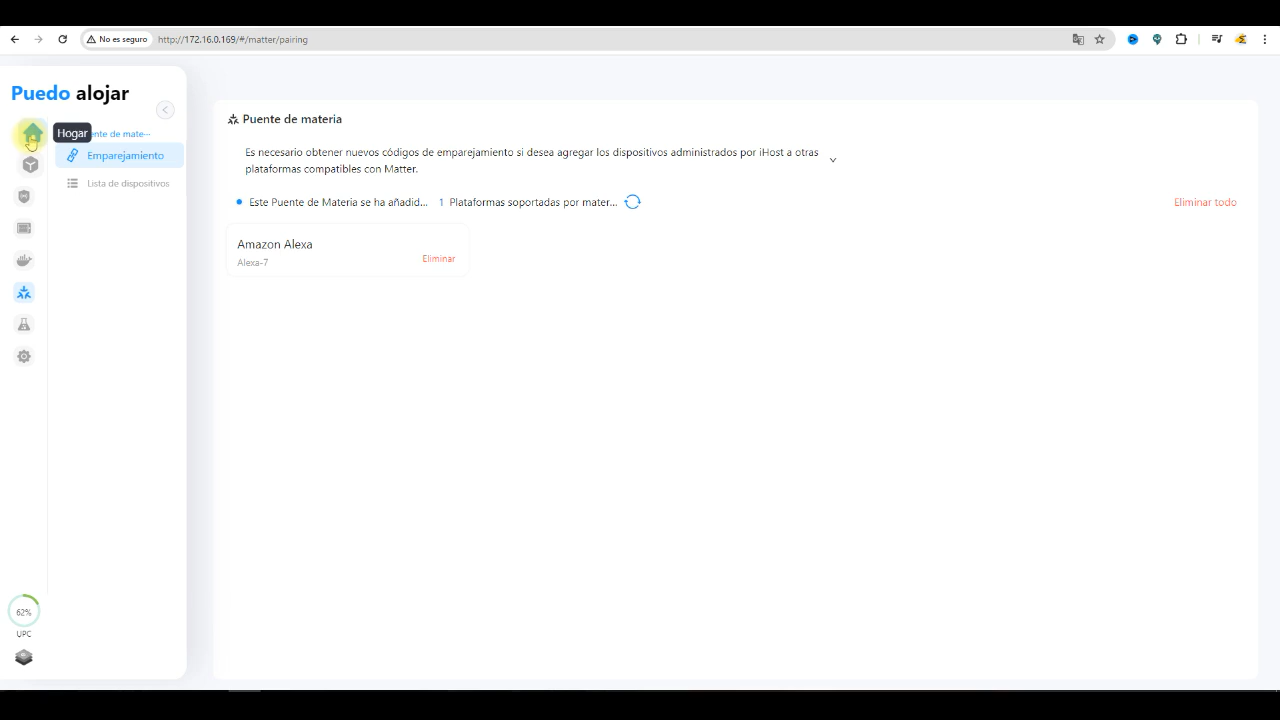 No es seguro
http://172.16.0.169/#/matter/pairing
Puedo alojar
Hogar
ente de mate···
Emparejamiento
Lista de dispositivos
62%
UPC
Puente de materia
Es necesario obtener nuevos códigos de emparejamiento si desea agregar los dispositivos administrados por iHost a otras
plataformas compatibles con Matter.
Este Puente de Materia se ha añadid... 1 Plataformas soportadas por mater...
Eliminar todo
Amazon Alexa
Alexa-7
Eliminar